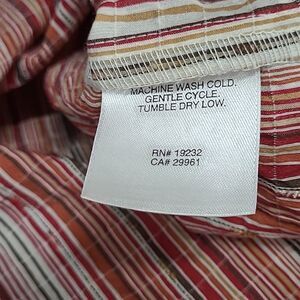 MACHINE WASH COLD.
GENTLE CYCLE.
TUMBLE DRY LOW.
RN# 19232
CA# 29961